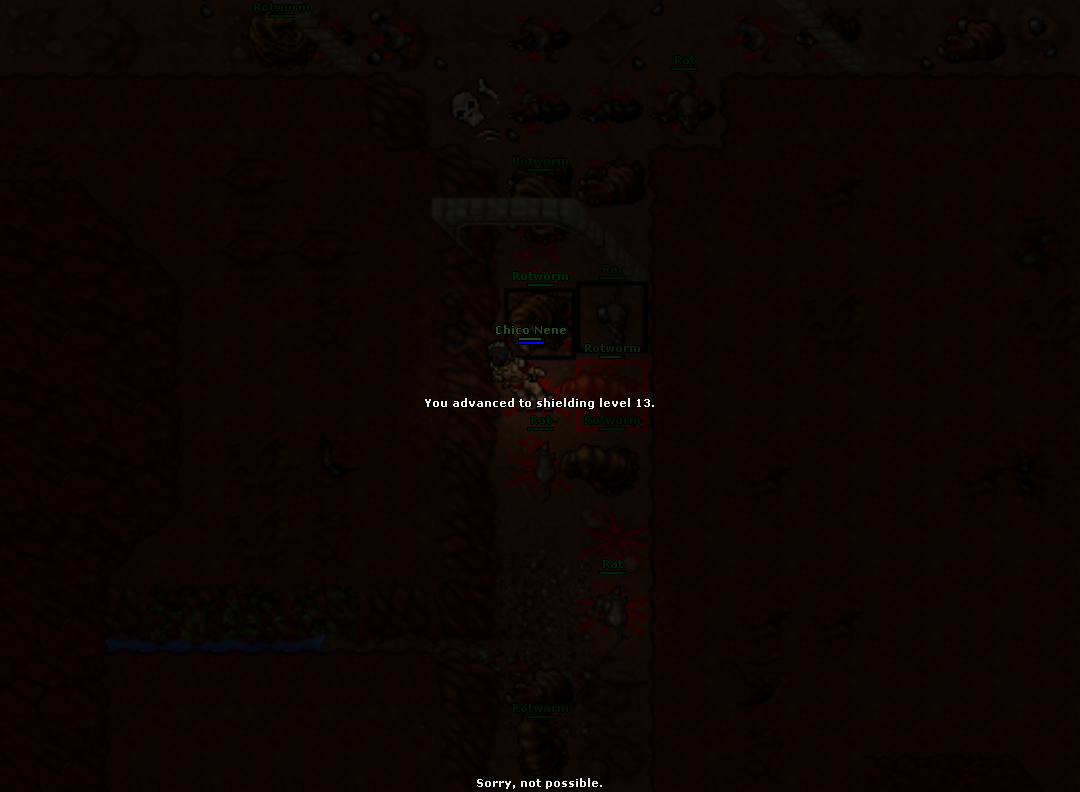 Rotworm
Rat
Rotworm
Rat
Rotworm
Chico Nene
Rotworm
You advanced to shielding level 13.
Rat
Rotworm
Rat
Rotworm
Sorry, not possible.